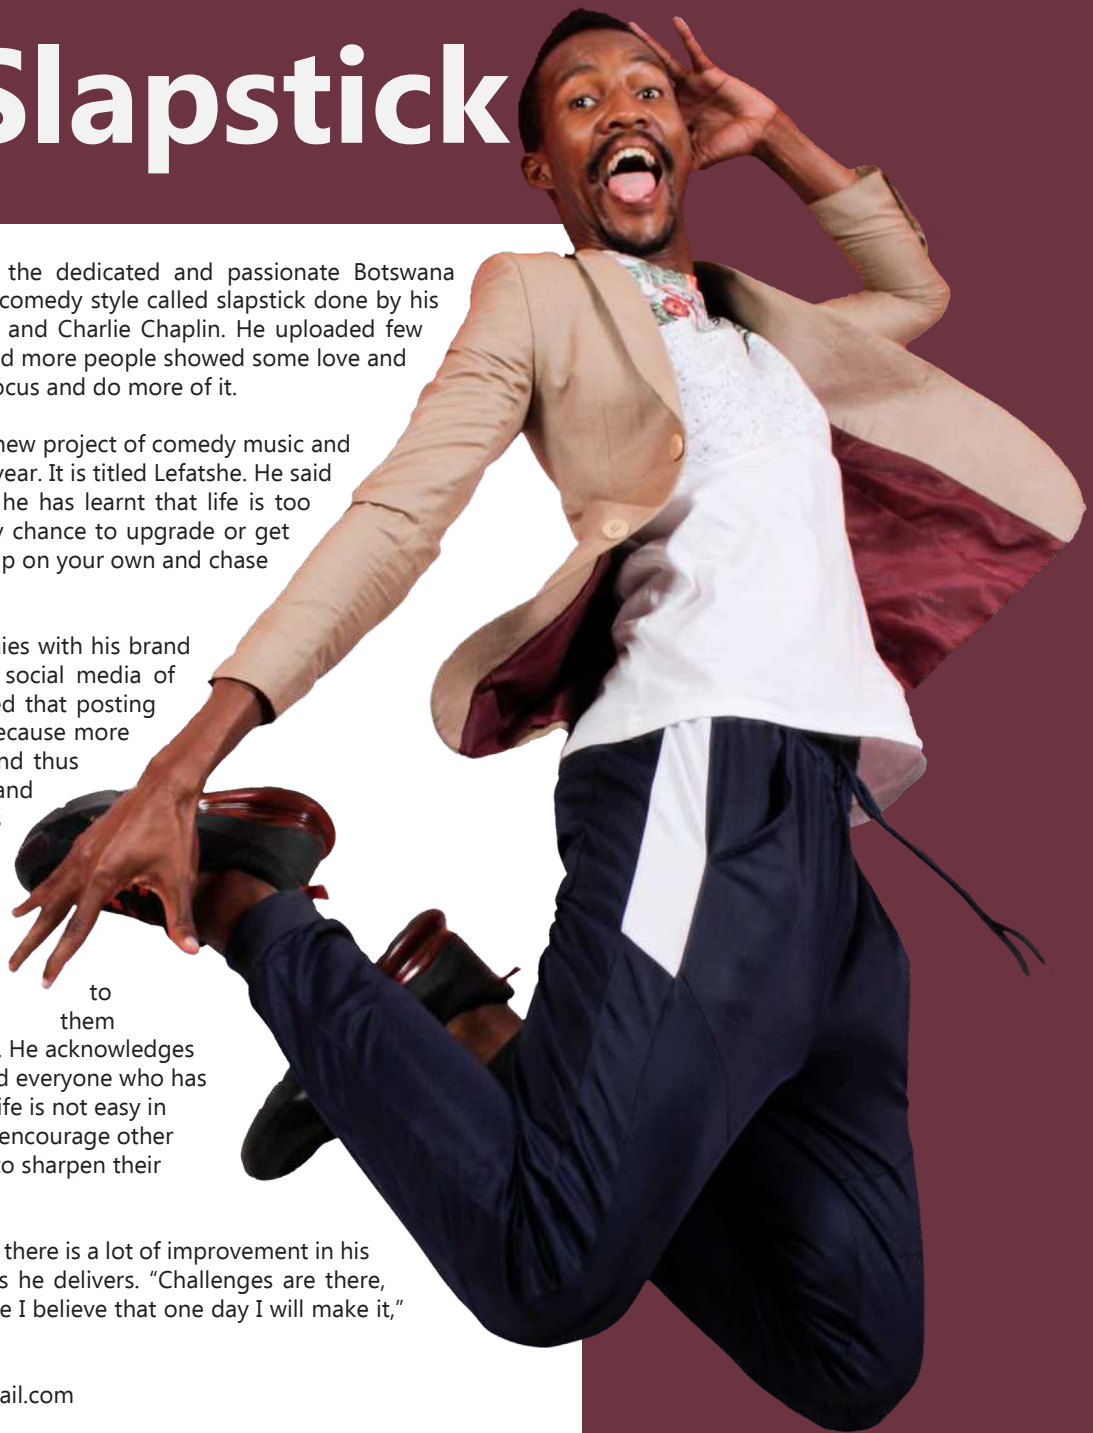 Slapstick
the dedicated and passionate Botswana
comedy style called slapstick done by his
and Charlie Chaplin. He uploaded few
d more people showed some love and
ocus and do more of it.
new project of comedy music and
year. It is titled Lefatshe. He said
he has learnt that life is too
y chance to upgrade or get
p on your own and chase
ies with his brand
social media of
ed that posting
ecause more
nd thus
and
s
to
them
. He acknowledges
d everyone who has
ife is not easy in
encourage other
to sharpen their
there is a lot of improvement in his
s he delivers. “Challenges are there,
e I believe that one day I will make it,”
ail.com